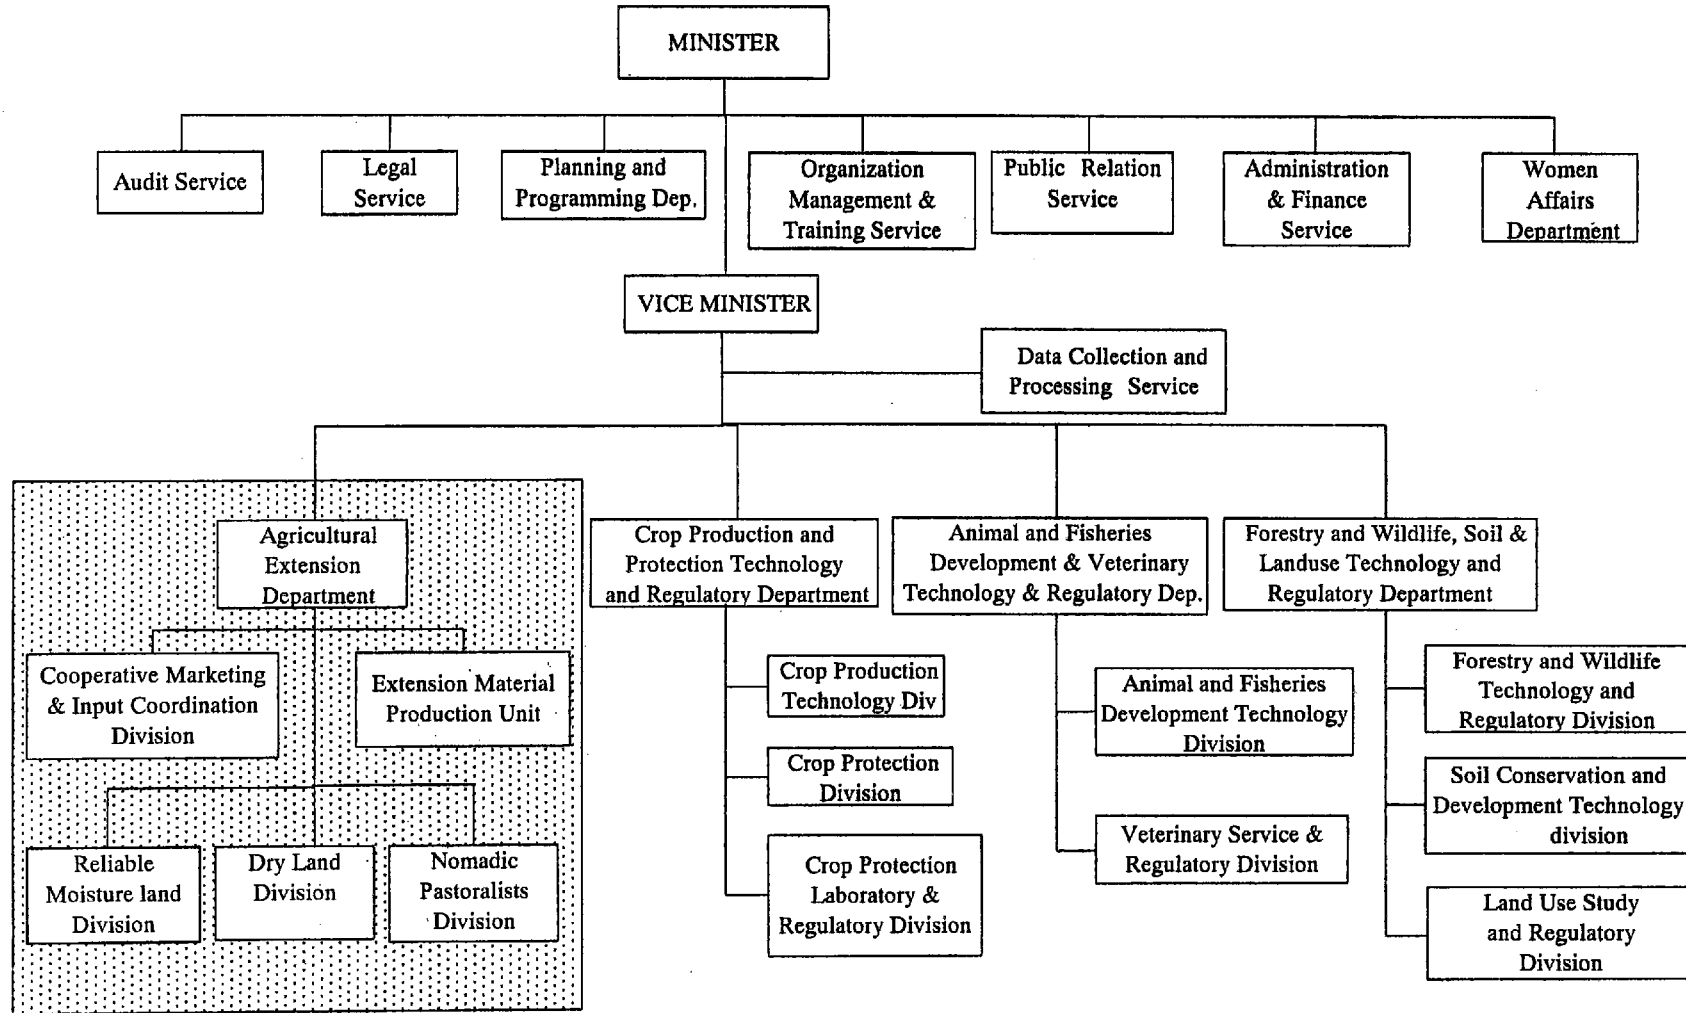 MINISTER
Audit Service
Legal
Service
Planning and
Programming Dep.
Organization
Management &
Training Service
Public Relation
Service
Administration
& Finance
Service
Women
Affairs
Department
VICE MINISTER
Data Collection and
Processing Service
Agricultural
Extension
Department
Crop Production and
Protection Technology
and Regulatory Department
Animal and Fisheries
Development & Veterinary
Technology & Regulatory Dep.
Forestry and Wildlife, Soil &
Landuse Technology and
Regulatory Department
Cooperative Marketing
& Input Coordination
Division
Extension Material
Production Unit
Reliable
Moisture land
Division
Dry Land
Division
Nomadic
Pastoralists
Division
Crop Production
Technology Div
Crop Protection
Division
Crop Protection
Laboratory &
Regulatory Division
Animal and Fisheries
Development Technology
Division
Veterinary Service &
Regulatory Division
Forestry and Wildlife
Technology and
Regulatory Division
Soil Conservation and
Development Technology
division
Land Use Study
and Regulatory
Division